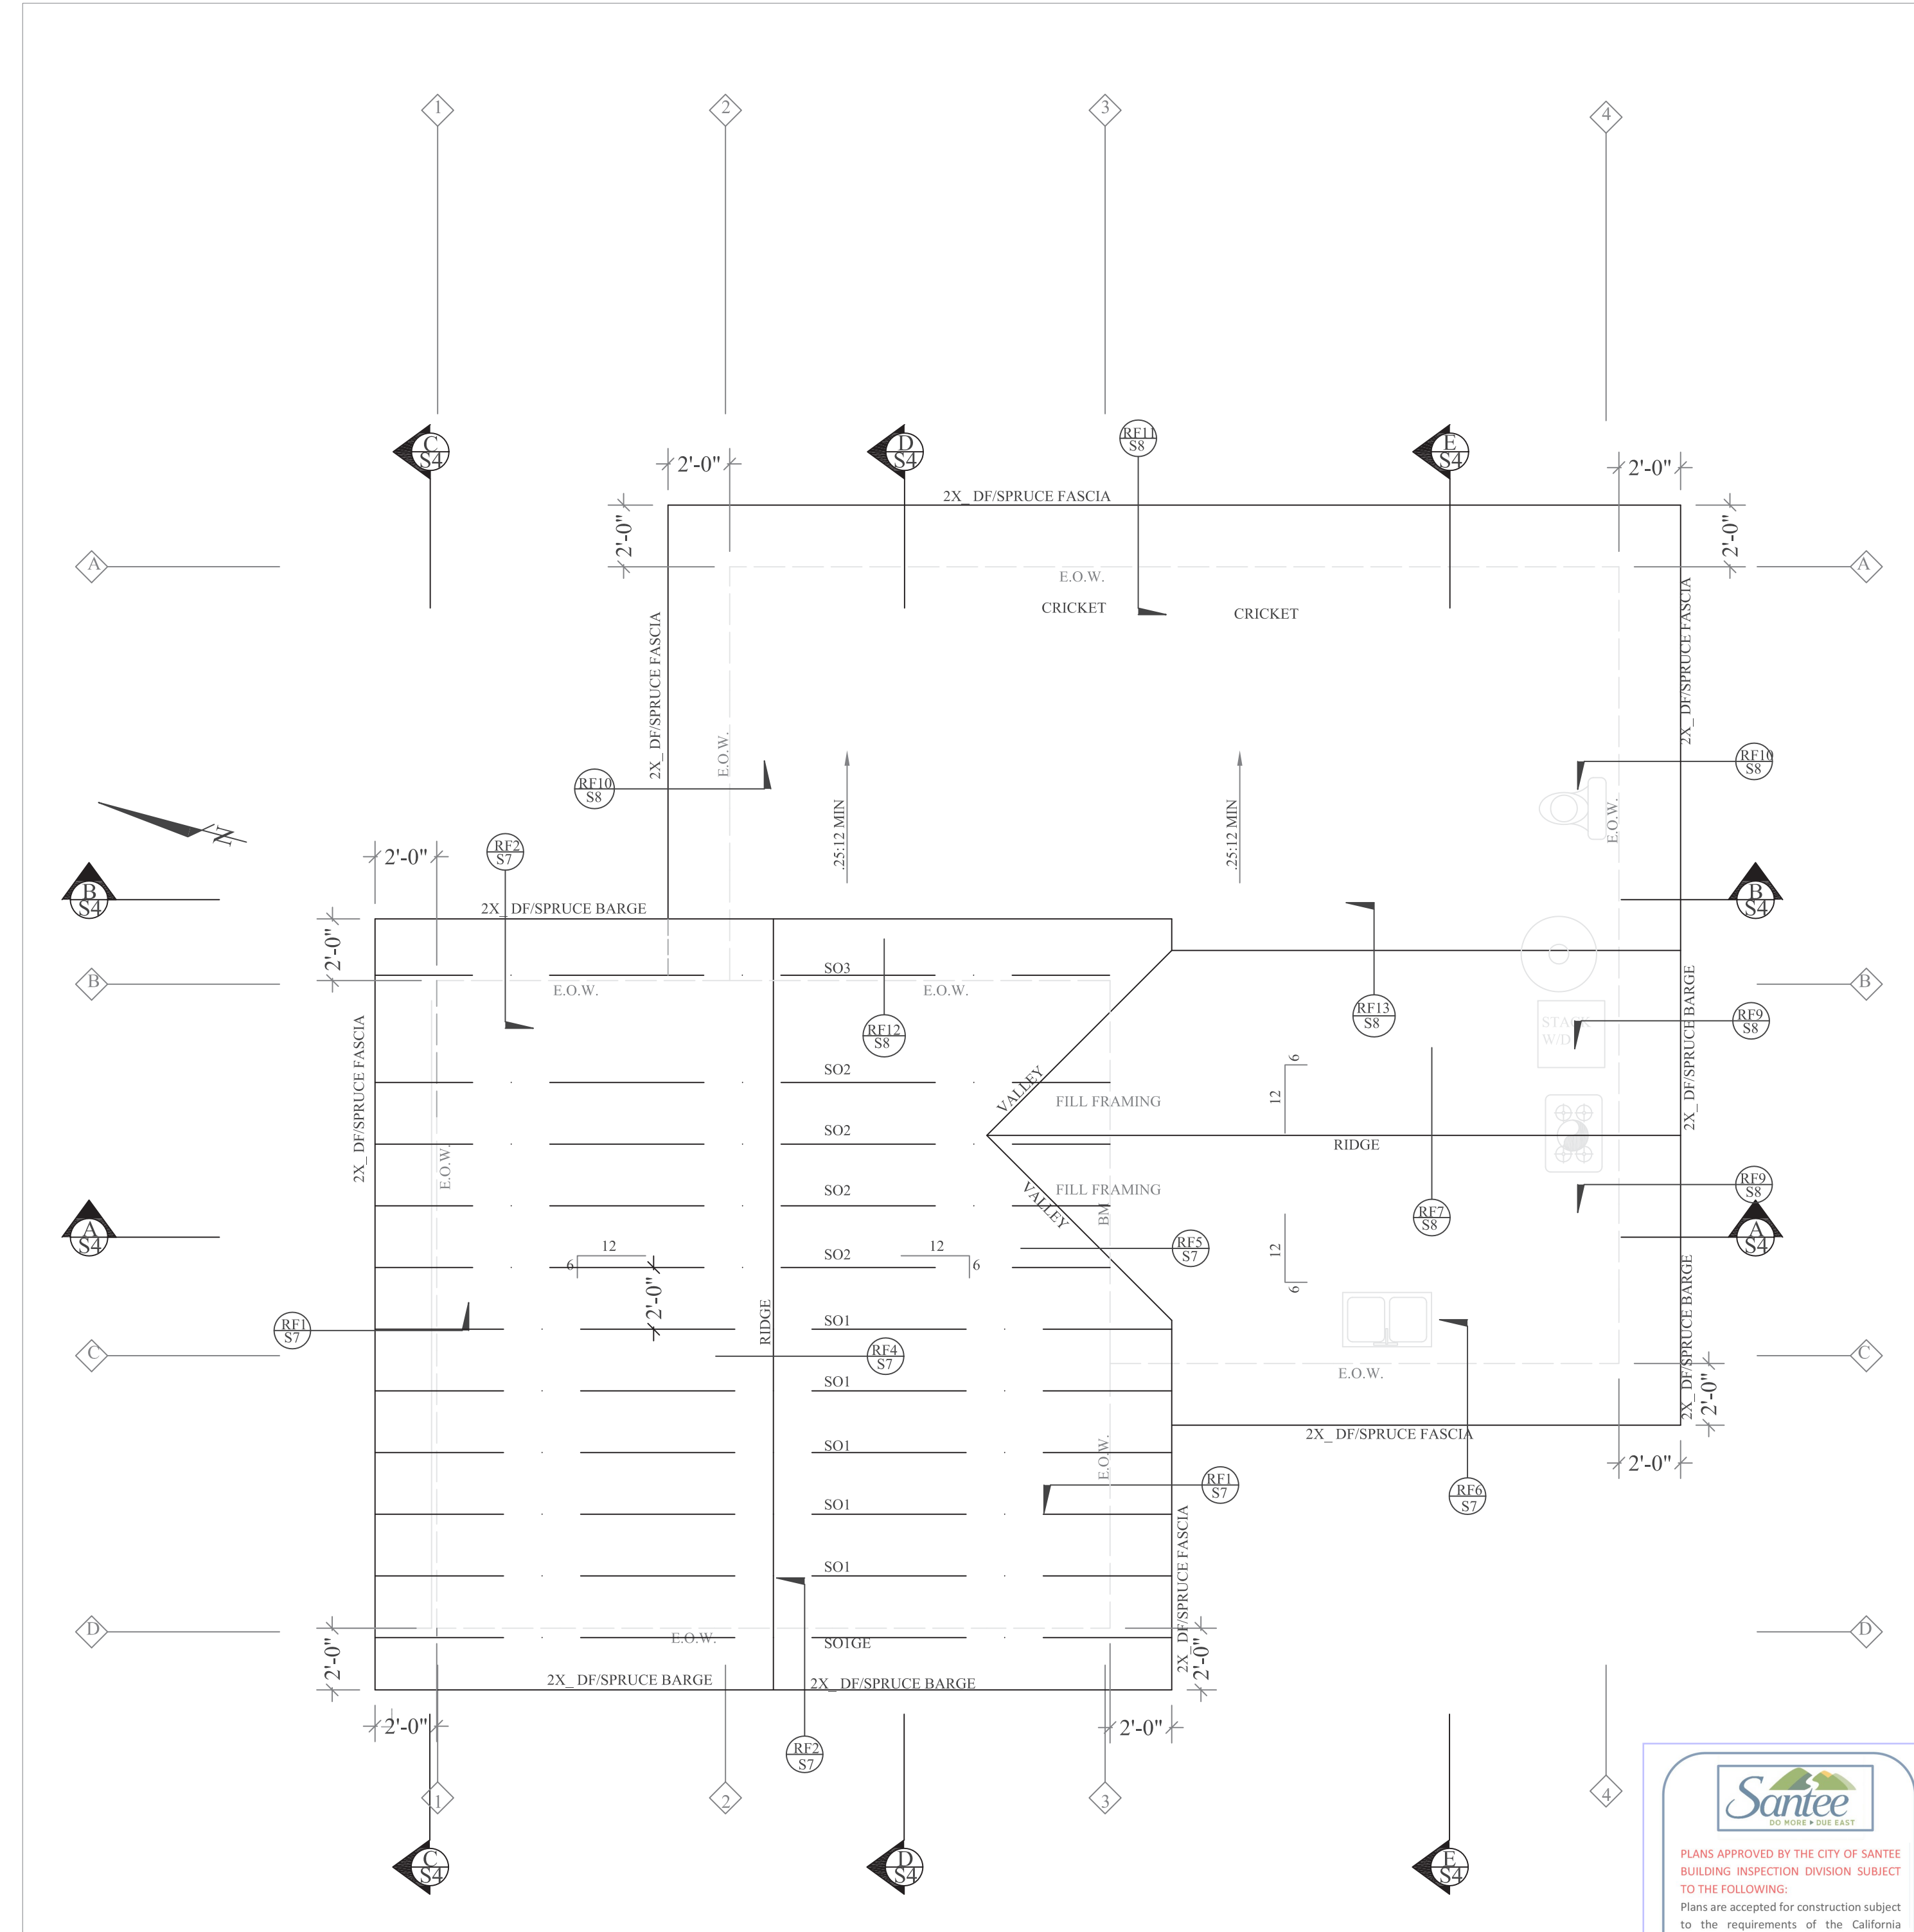 1
2
3
4
C
S4
D
S4
RF11
S8
E
S4
2'-0"
2'-0"
2X_ DF/SPRUCE FASCIA
2'-0"
2'-0"
A
A
E.O.W.
CRICKET
CRICKET
2X_ DF/SPRUCE FASCIA
2X_ DF/SPRUCE FASCIA
E.O.W.
RF10
S8
RF10
S8
.25:12 MIN
.25:12 MIN
E.O.W.
N
2'-0"
RF2
S7
B
S4
B
S4
2X_ DF/SPRUCE BARGE
2'-0"
B
B
SO3
E.O.W.
E.O.W.
RF12
S8
RF13
S8
STACK
W/D
RF9
S8
2X_ DF/SPRUCE FASCIA
2X_ DF/SPRUCE BARGE
SO2
VALLEY
FILL FRAMING
12
6
SO2
RIDGE
E.O.W.
SO2
VALLEY
FILL FRAMING
BM
RF7
S8
RF9
S8
A
S4
A
S4
SO2
12
6
12
6
RF5
S7
12
6
2'-0"
RIDGE
RF1
S7
SO1
C
C
RF4
S7
2X_ DF/SPRUCE BARGE
E.O.W.
2'-0"
SO1
2X_ DF/SPRUCE FASCIA
SO1
E.O.W.
2'-0"
RF1
S7
RF6
S7
SO1
2X_ DF/SPRUCE FASCIA
SO1
D
D
E.O.W.
SO1GE
2'-0"
2'-0"
2X_ DF/SPRUCE BARGE
2X_ DF/SPRUCE BARGE
2'-0"
2'-0"
RF2
S7
1
2
3
4
C
S4
D
S4
E
S4
Santee
DO MORE ▸ DUE EAST
PLANS APPROVED BY THE CITY OF SANTEE
BUILDING INSPECTION DIVISION SUBJECT
TO THE FOLLOWING:
Plans are accepted for construction subject
to the requirements of the California